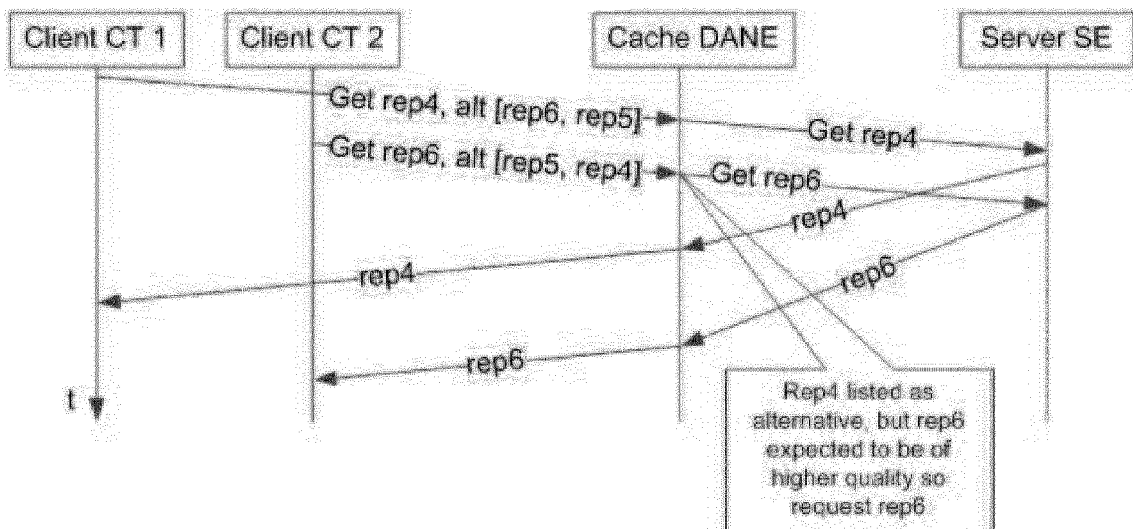 Client CT 1
Client CT 2
Cache DANE
Server SE
Get rep4, alt [rep6, rep5]
Get rep4
Get rep6, alt [rep5, rep4]
Get rep6
rep4
rep4
rep6
rep6
t
Rep4 listed as
alternative, but rep6
expected to be of
higher quality so
request rep6